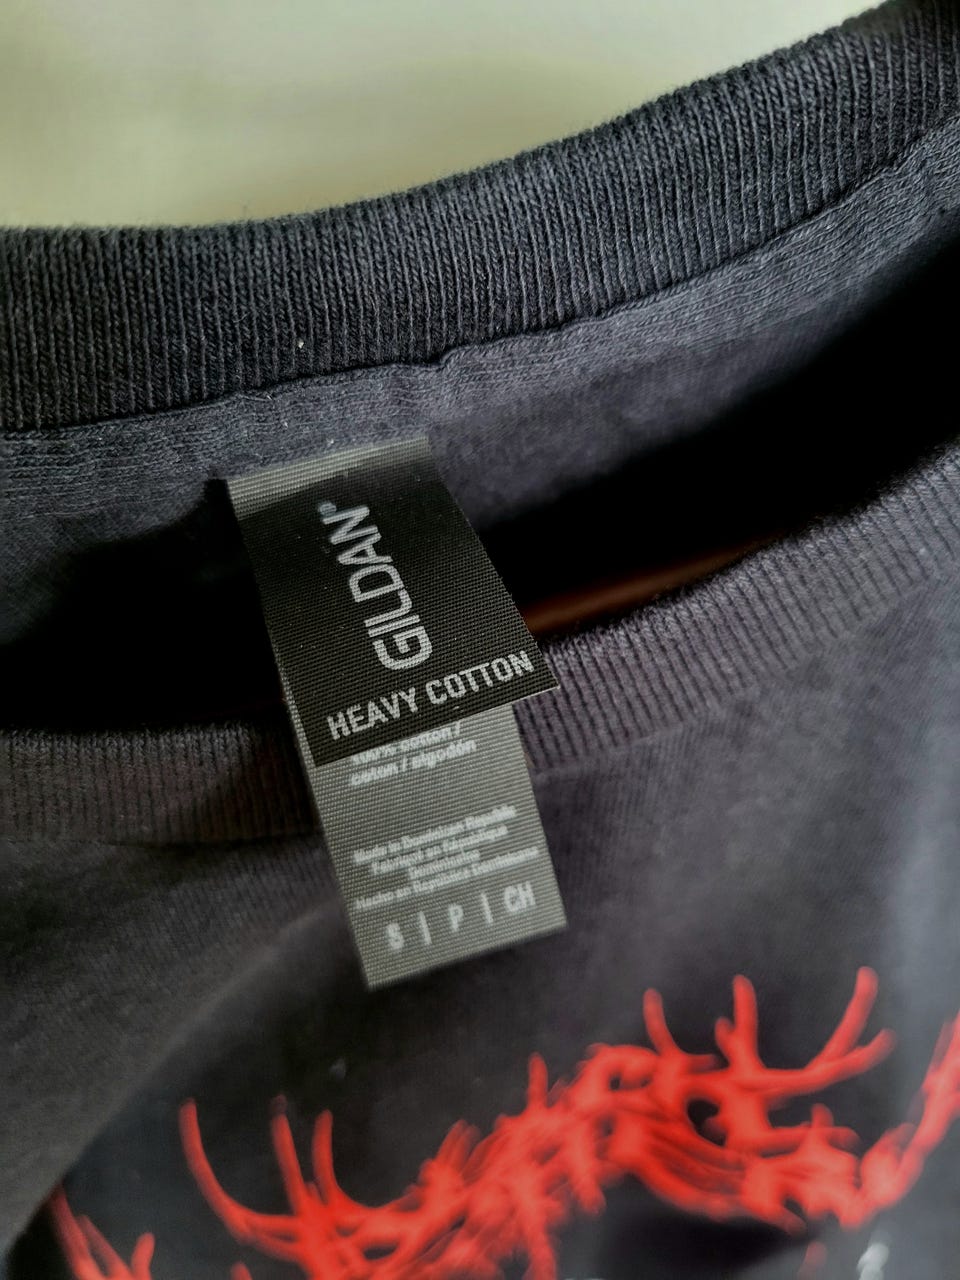 GILDAN®
HEAVY COTTON
100% cotton /
coton / algodón
Made in Dominican Republic
Fabriqué en République
Dominicaine
Hecho en República Dominicana
S | P | CH